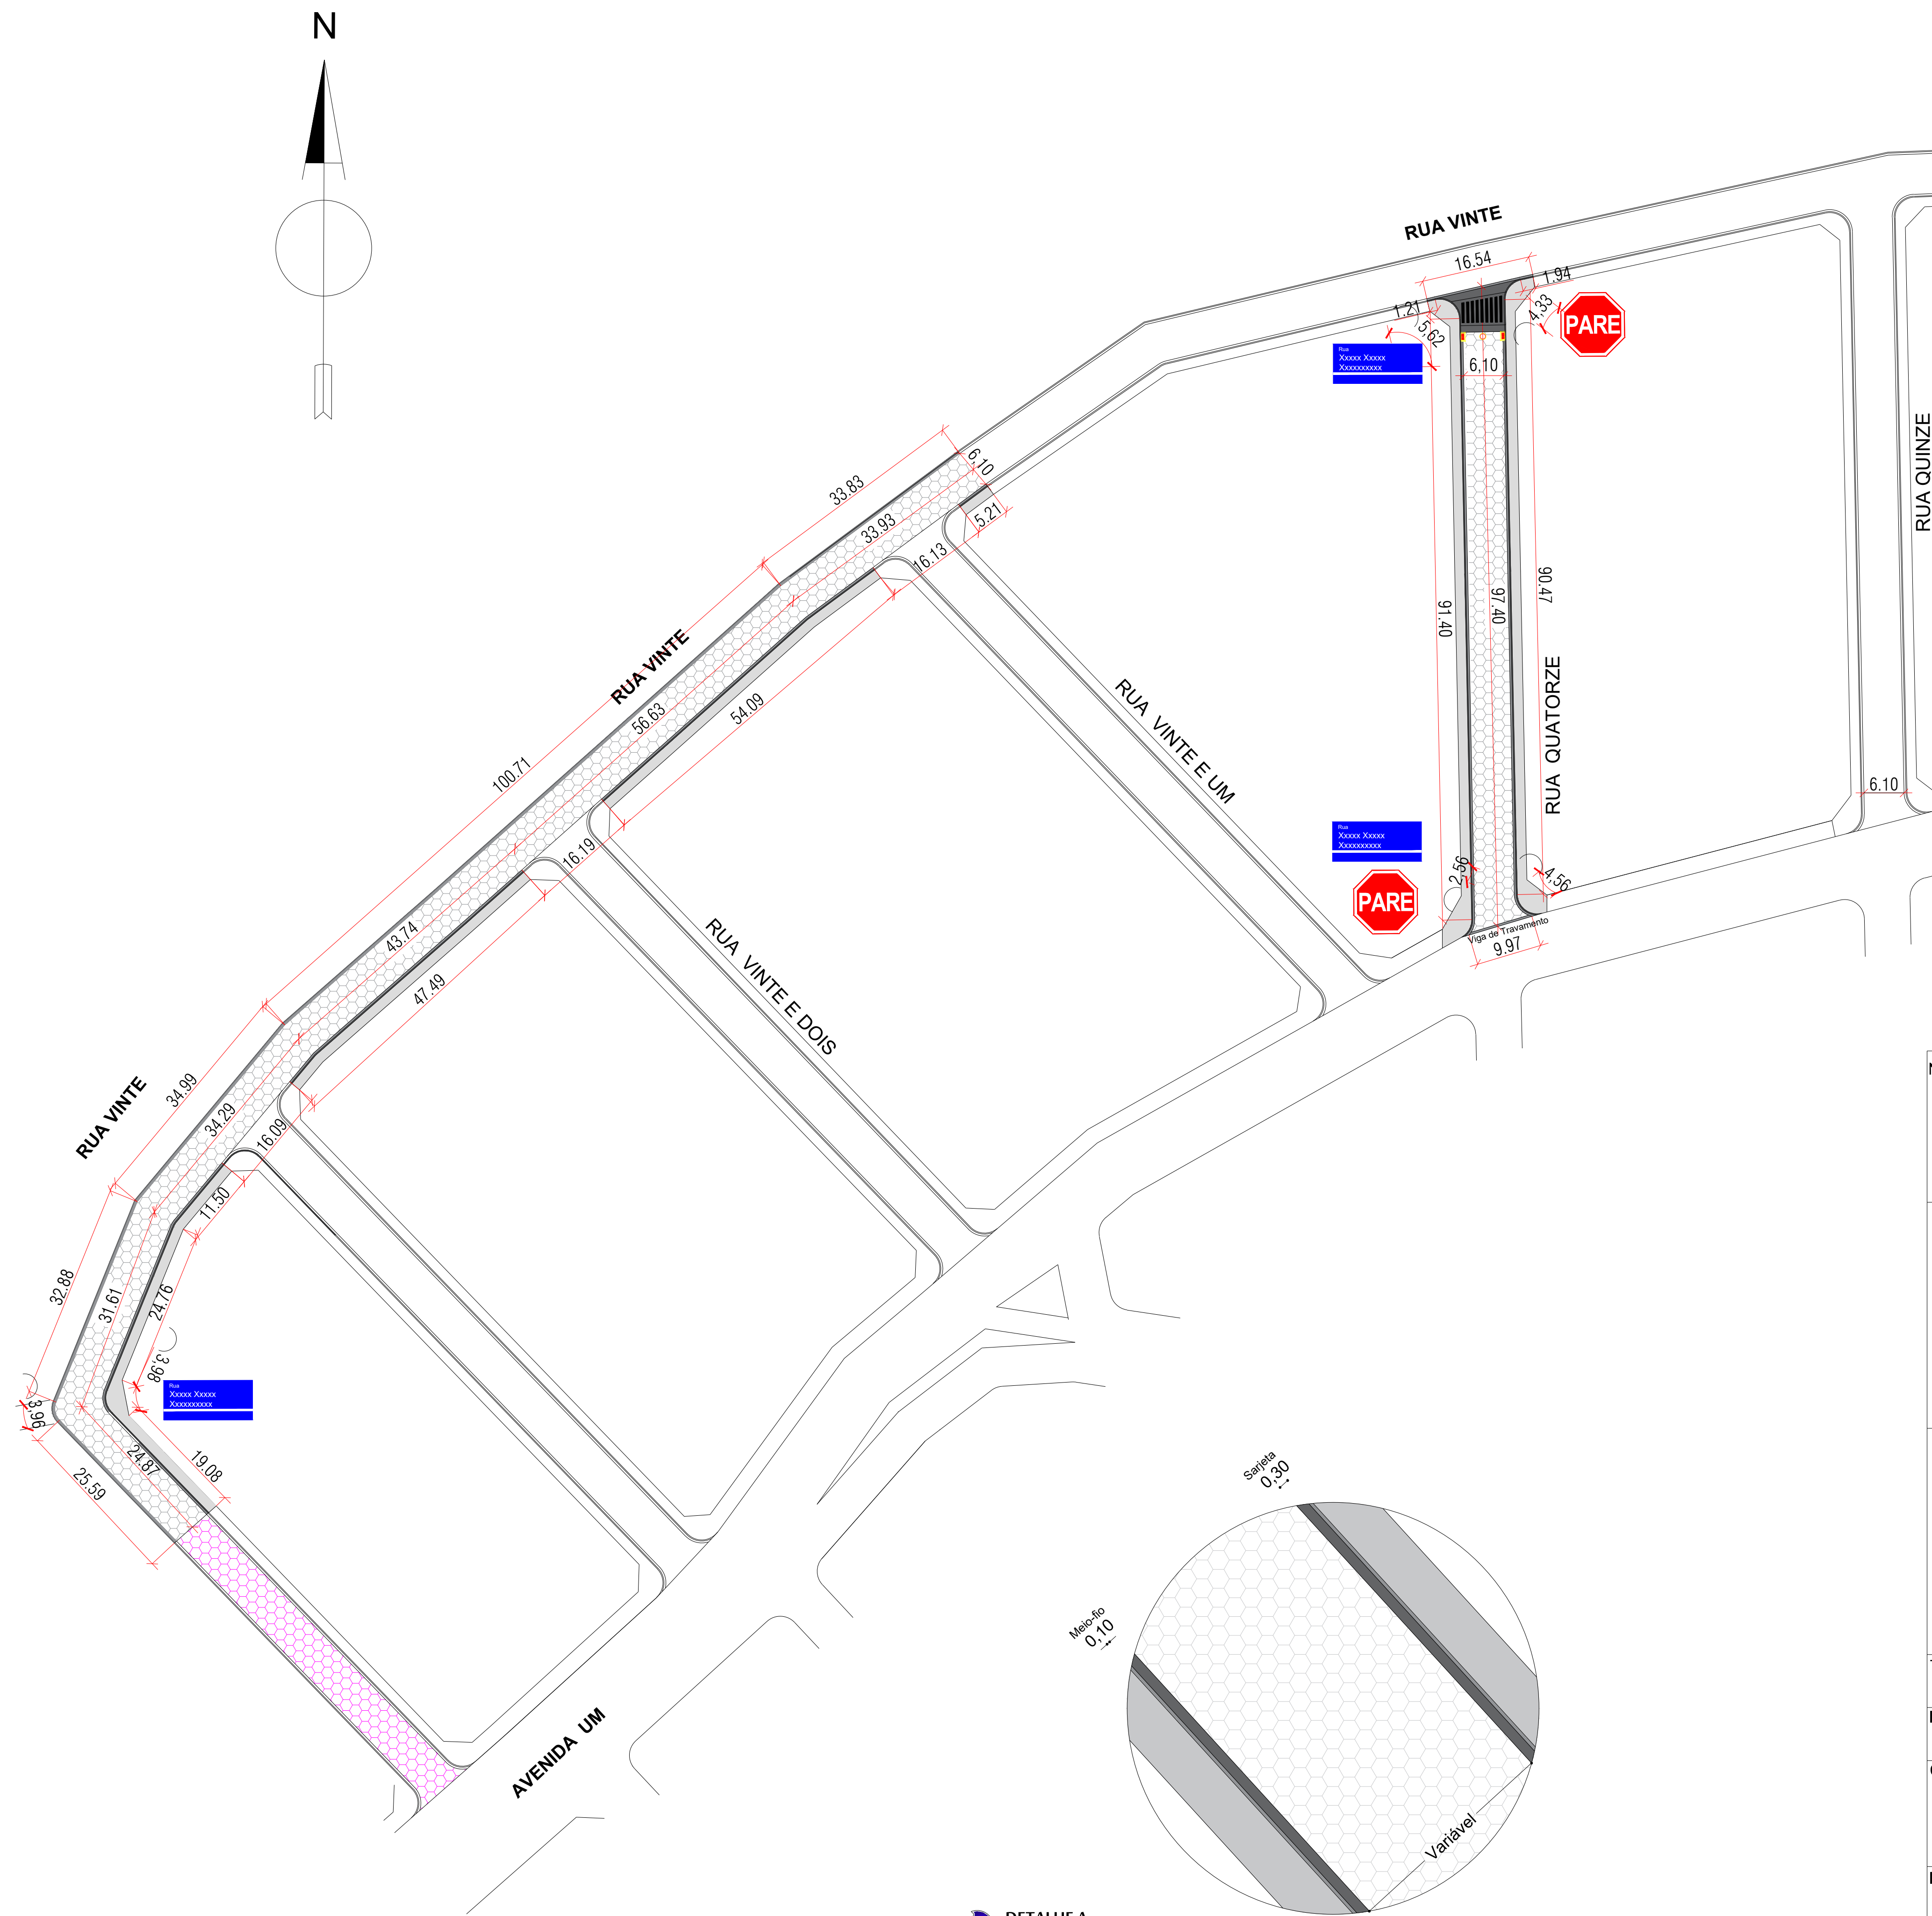 N
RUA VINTE
16.54
1.94
1.21
4,33
5,62
PARE
Rua
Xxxxx Xxxxx
Xxxxxxxxxx
6,10
RUA QUINZE
6,10
33.83
33.93
5.21
16.13
90.47
97.40
91.40
RUA VINTE
RUA QUATORZE
56.63
54.09
RUA VINTE E UM
100.71
6.10
Rua
Xxxxx Xxxxx
Xxxxxxxxxx
16.19
2,56
4,56
PARE
Viga de Travamento
9.97
43.74
47.49
RUA VINTE E DOIS
RUA VINTE
34.99
34.29
16.09
11.50
32.88
31.61
24.76
3,98
Rua
Xxxxx Xxxxx
Xxxxxxxxxx
3,96
24.87
19.08
25.59
Sarjeta
0,30
Meio-fio
0,10
AVENIDA UM
Variável
DETALHE A